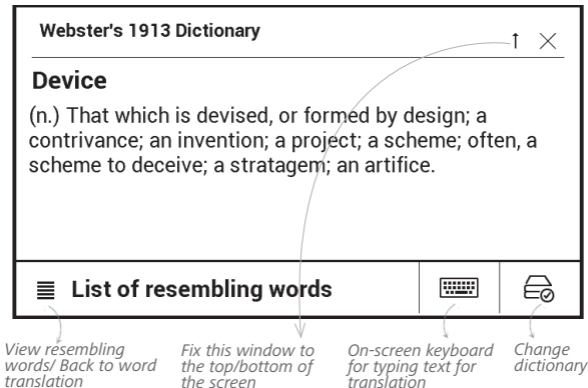 Webster's 1913 Dictionary
Device
(n.) That which is devised, or formed by design; a
contrivance; an invention; a project; a scheme; often, a
scheme to deceive; a stratagem; an artifice.
List of resembling words
View resembling
words/ Back to word
translation
Fix this window to
the top/bottom of
the screen
On-screen keyboard
for typing text for
translation
Change
dictionary